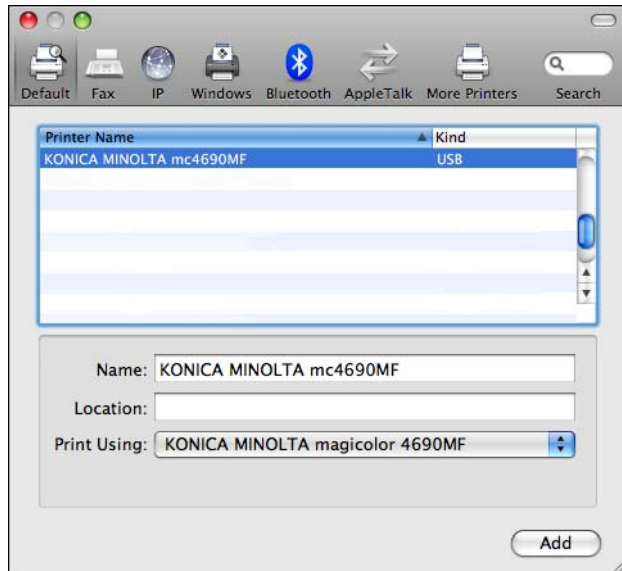 Default Fax IP Windows Bluetooth AppleTalk More Printers Search
Printer Name Kind
KONICA MINOLTA mc4690MF USB
Name: KONICA MINOLTA mc4690MF
Location:
Print Using: KONICA MINOLTA magicolor 4690MF
Add